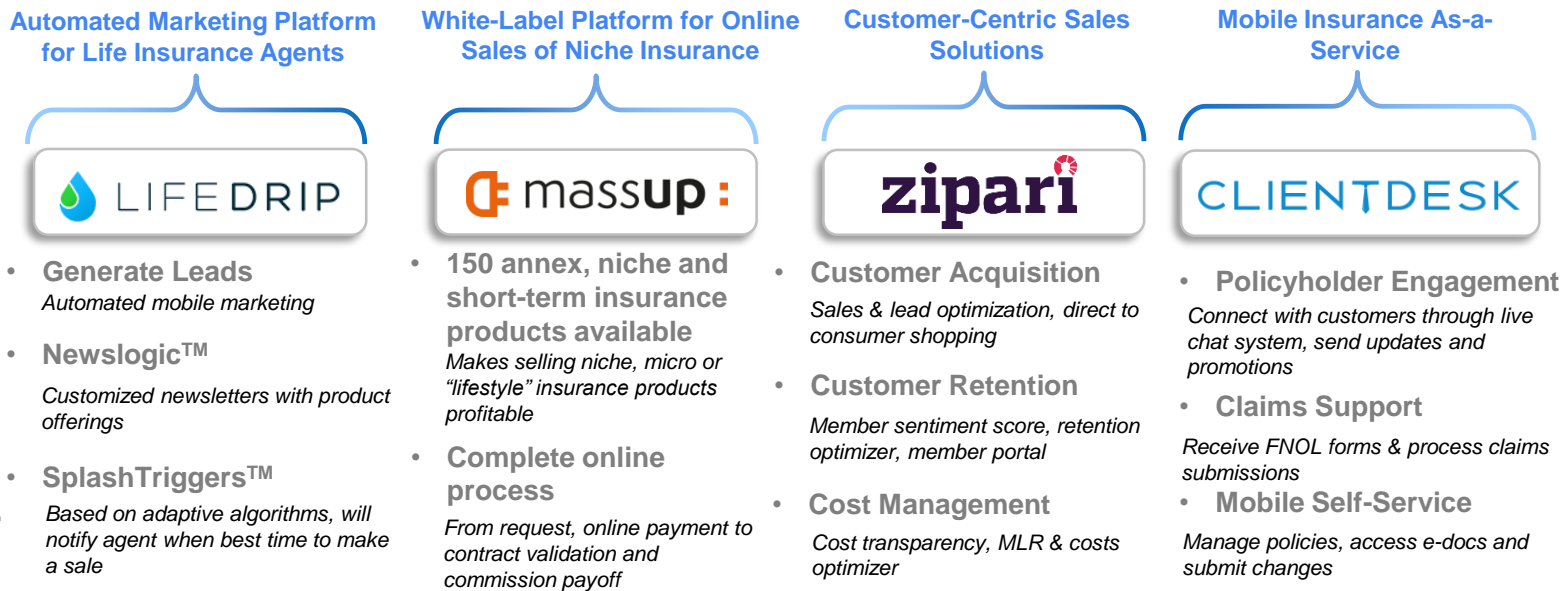 Automated Marketing Platform
for Life Insurance Agents
LIFEDRIP
• Generate Leads
Automated mobile marketing
• Newslogic™
Customized newsletters with product
offerings
• SplashTriggers™
Based on adaptive algorithms, will
notify agent when best time to make
a sale
White-Label Platform for Online
Sales of Niche Insurance
massup:
• 150 annex, niche and
short-term insurance
products available
Makes selling niche, micro or
“lifestyle” insurance products
profitable
• Complete online
process
From request, online payment to
contract validation and
commission payoff
Customer-Centric Sales
Solutions
zipari
• Customer Acquisition
Sales & lead optimization, direct to
consumer shopping
• Customer Retention
Member sentiment score, retention
optimizer, member portal
• Cost Management
Cost transparency, MLR & costs
optimizer
Mobile Insurance As-a-
Service
CLIENTDESK
• Policyholder Engagement
Connect with customers through live
chat system, send updates and
promotions
• Claims Support
Receive FNOL forms & process claims
submissions
• Mobile Self-Service
Manage policies, access e-docs and
submit changes